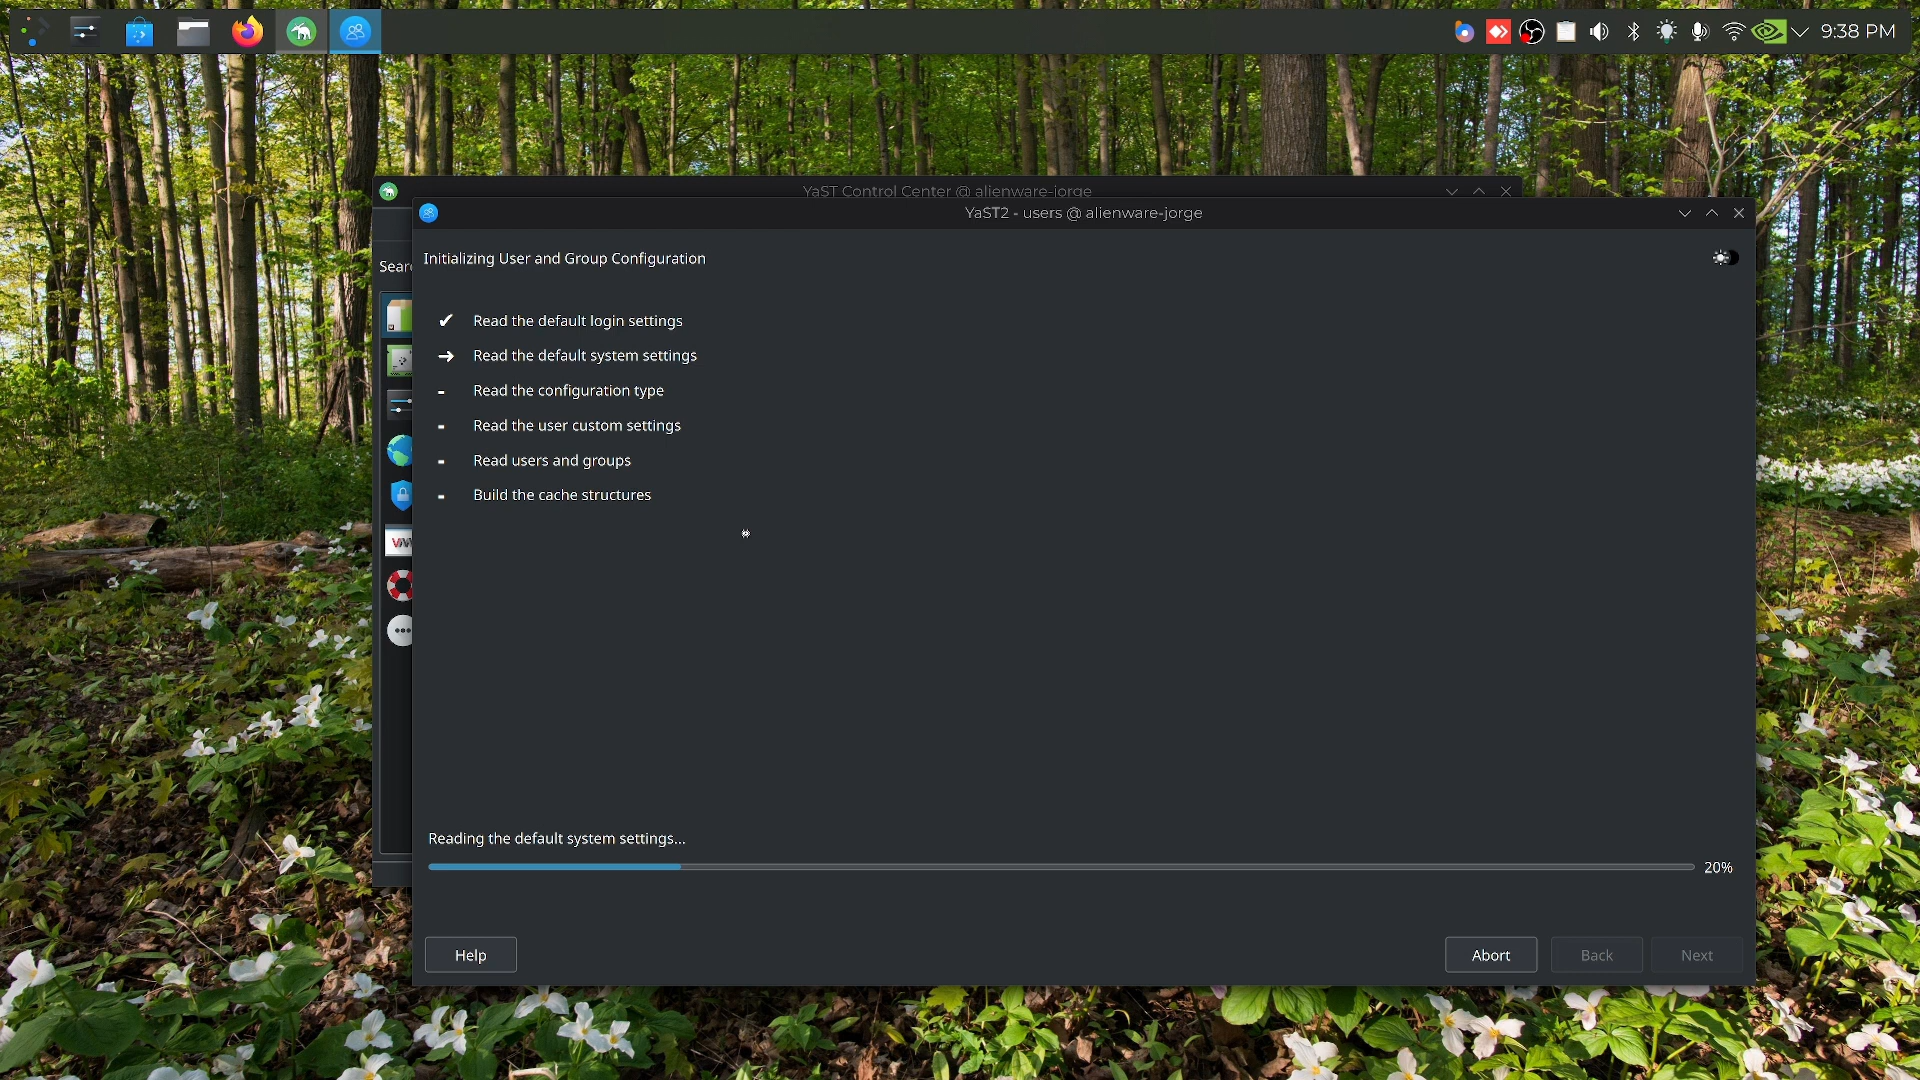 9:38 PM
YaST Control Center @ alienware-jorge
YaST2 - users @ alienware-jorge
Initializing User and Group Configuration
Sear
✔ Read the default login settings
➔ Read the default system settings
- Read the configuration type
- Read the user custom settings
- Read users and groups
- Build the cache structures
Reading the default system settings...
20%
Help
Abort
Back
Next